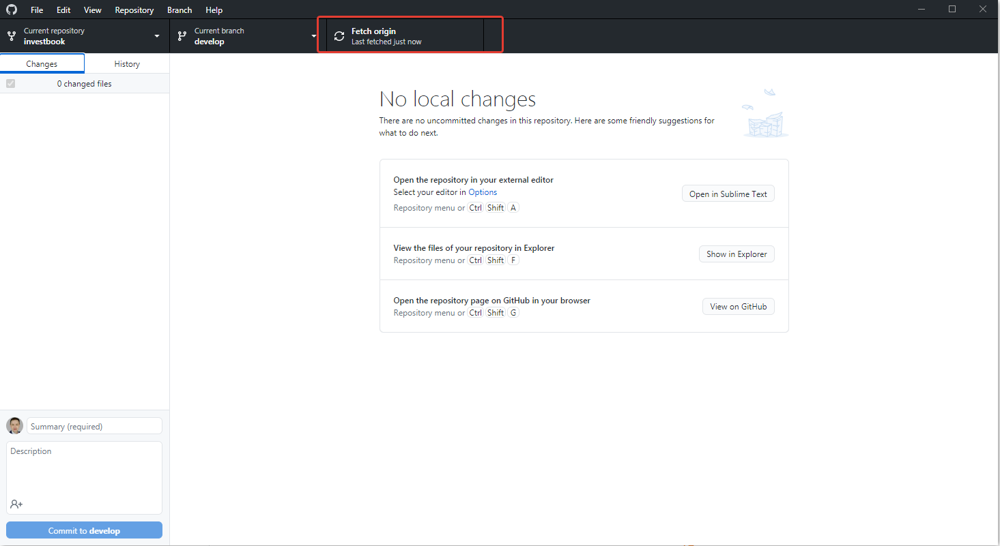 File Edit View Repository Branch Help
Current repository
investbook
Current branch
develop
Fetch origin
Last fetched just now
Changes History
0 changed files
No local changes
There are no uncommitted changes in this repository. Here are some friendly suggestions for
what to do next.
Open the repository in your external editor
Select your editor in Options
Repository menu or Ctrl Shift A
Open in Sublime Text
View the files of your repository in Explorer
Repository menu or Ctrl Shift F
Show in Explorer
Open the repository page on GitHub in your browser
Repository menu or Ctrl Shift G
View on GitHub
Summary (required)
Description
Commit to develop